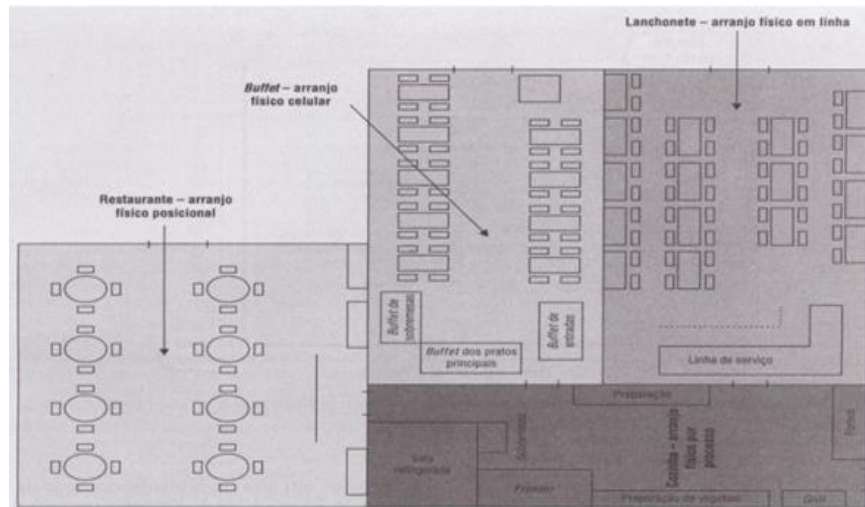 Lanchonete – arranjo
físico em linha
Buffet – arranjo
físico celular
Restaurante – arranjo
físico posicional
Buffet de
sobremesas
Buffet dos pratos
principais
Buffet de
entradas
Linha de serviço
Preparação
Sobremesas
Cozinha – arranjo
físico por
processo
Fornos
Sala
refrigerada
Freezer
Preparação de vegetais
Grill